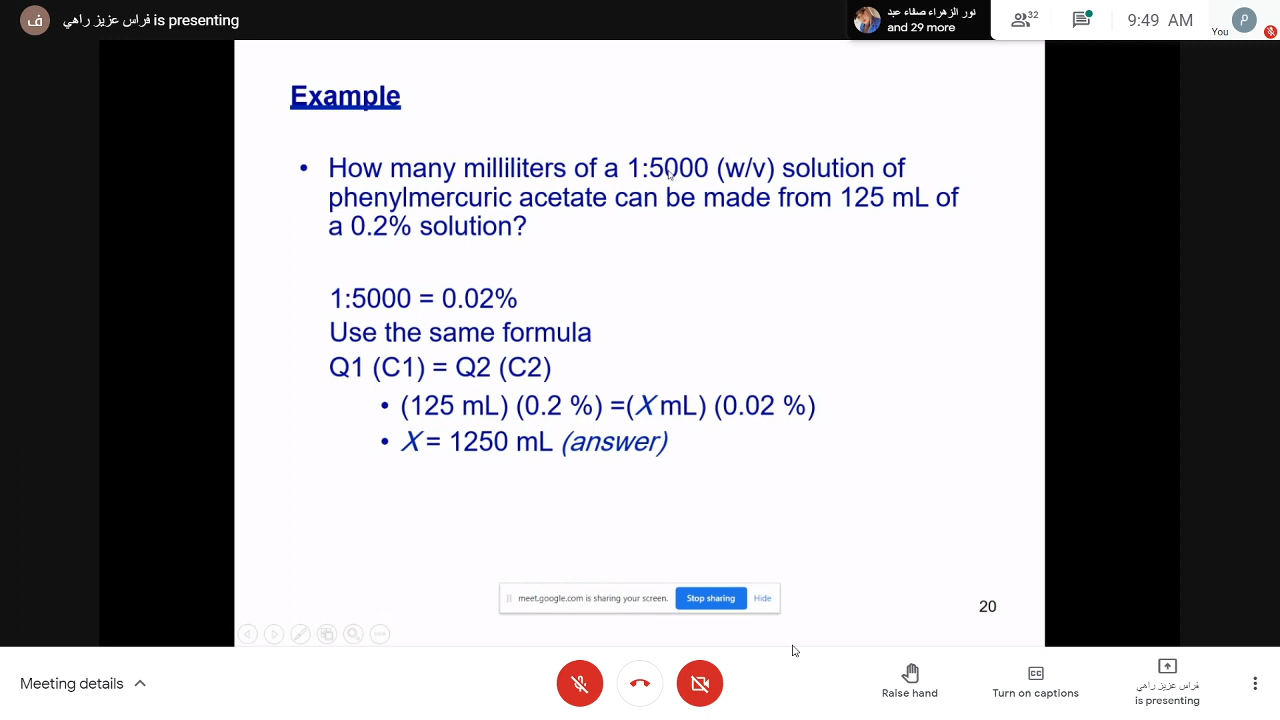 ف
فراس عزيز راهي is presenting
نور الزهراء صفاء عبد
and 29 more
32
9:49 AM
You
م
Example
• How many milliliters of a 1:5000 (w/v) solution of
phenylmercuric acetate can be made from 125 mL of
a 0.2% solution?
1:5000 = 0.02%
Use the same formula
Q1 (C1) = Q2 (C2)
• (125 mL) (0.2 %) =(X mL) (0.02 %)
• X = 1250 mL (answer)
meet.google.com is sharing your screen.
Stop sharing
Hide
20
Meeting details
Raise hand
CC
Turn on captions
فراس عزيز راهي
is presenting